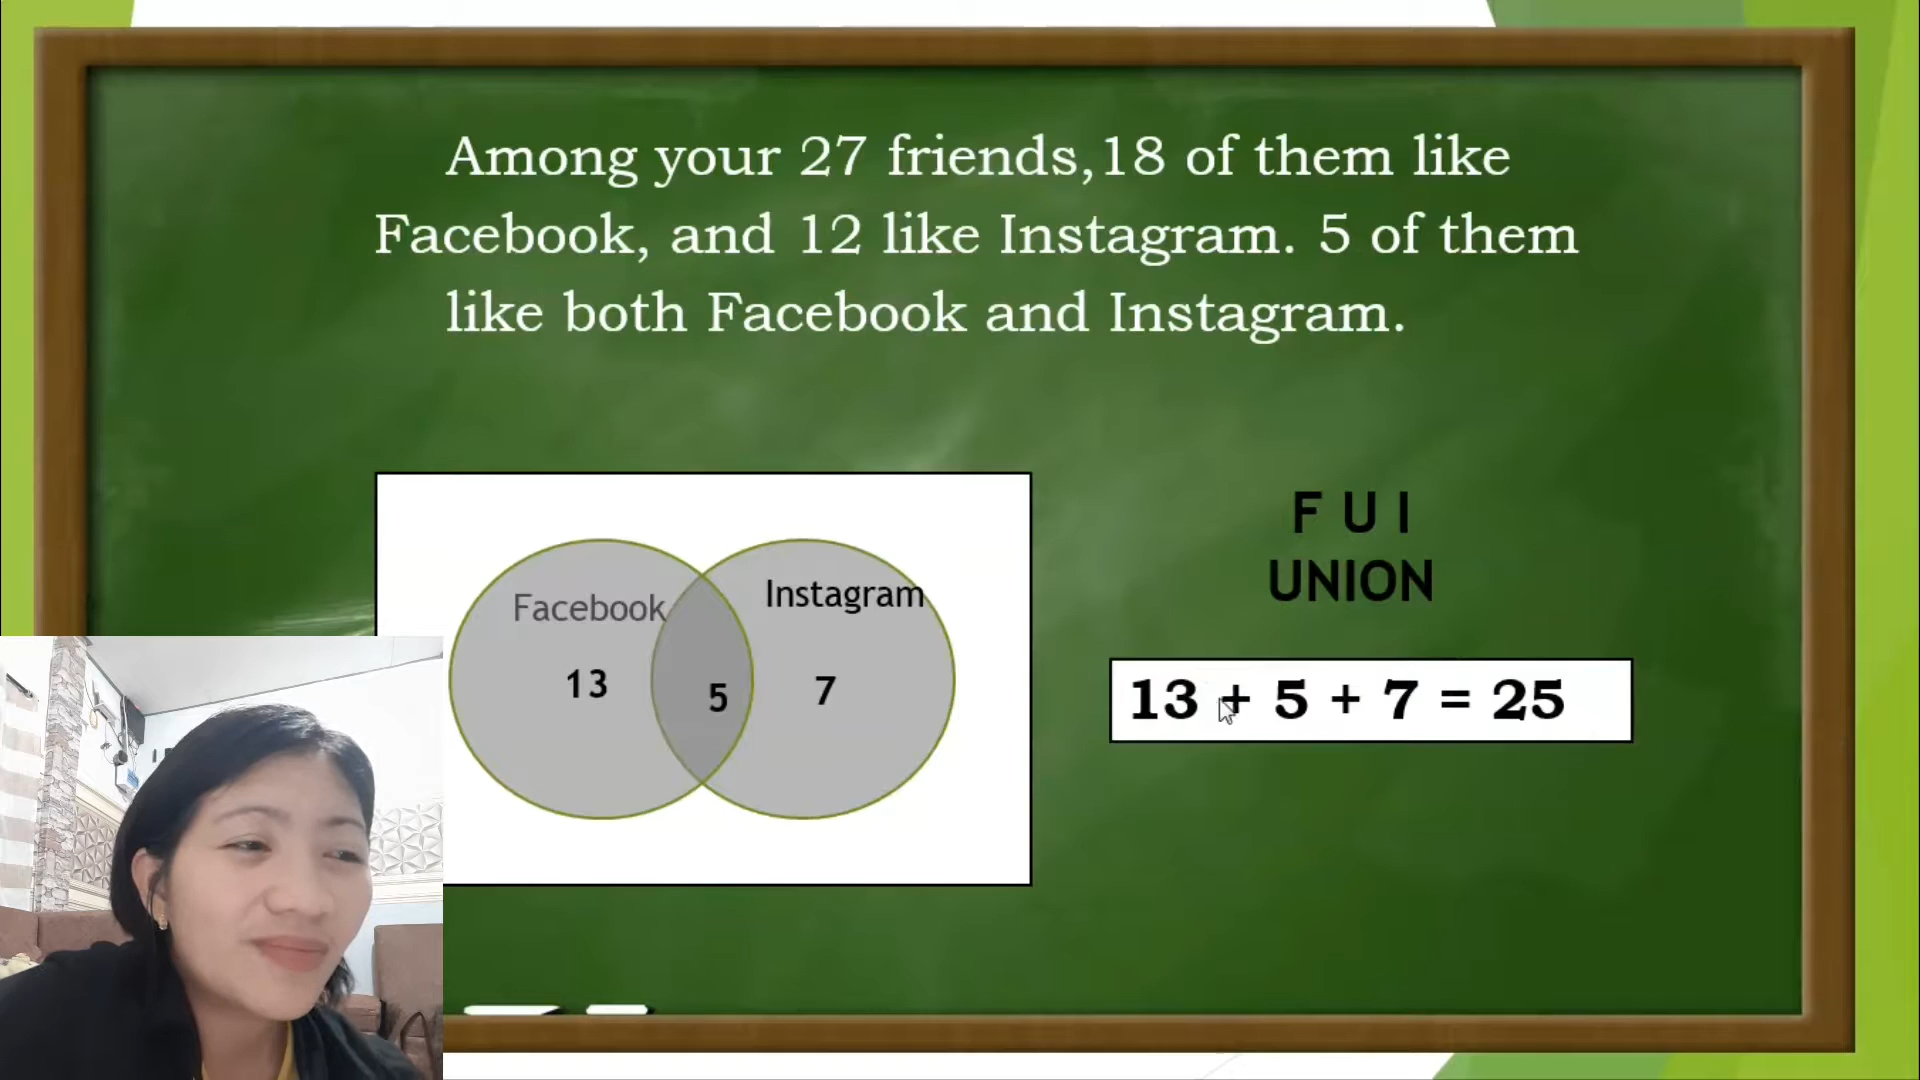 Among your 27 friends,18 of them like
Facebook, and 12 like Instagram. 5 of them
like both Facebook and Instagram.
Facebook
Instagram
13
5
7
F U I
UNION
13 + 5 + 7 = 25